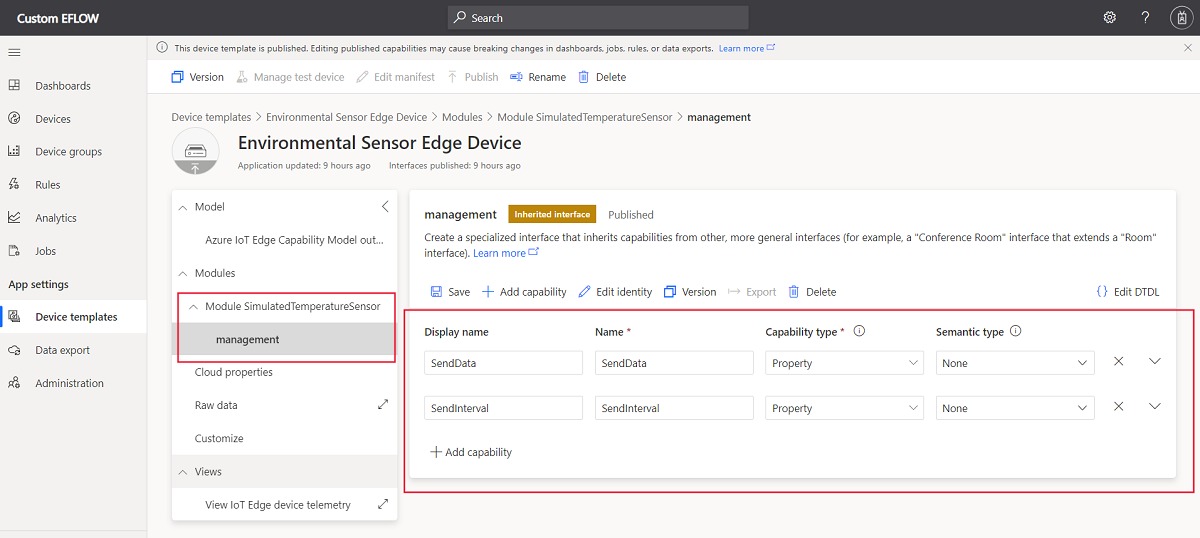 Custom EFLOW
Search
?
This device template is published. Editing published capabilities may cause breaking changes in dashboards, jobs, rules, or data exports. Learn more
Version Manage test device Edit manifest Publish Rename Delete
Dashboards
Devices
Device groups
Rules
Analytics
Jobs
App settings
Device templates
Data export
Administration
Device templates > Environmental Sensor Edge Device > Modules > Module SimulatedTemperatureSensor > management
Environmental Sensor Edge Device
Application updated: 9 hours ago Interfaces published: 9 hours ago
Model
Azure IoT Edge Capability Model out...
Modules
Module SimulatedTemperatureSensor
management
Cloud properties
Raw data
Customize
Views
View IoT Edge device telemetry
management Inherited interface Published
Create a specialized interface that inherits capabilities from other, more general interfaces (for example, a "Conference Room" interface that extends a "Room"
interface). Learn more
Save Add capability Edit identity Version Export Delete {} Edit DTDL
Display name Name * Capability type * Semantic type
SendData SendData Property None
SendInterval SendInterval Property None
Add capability